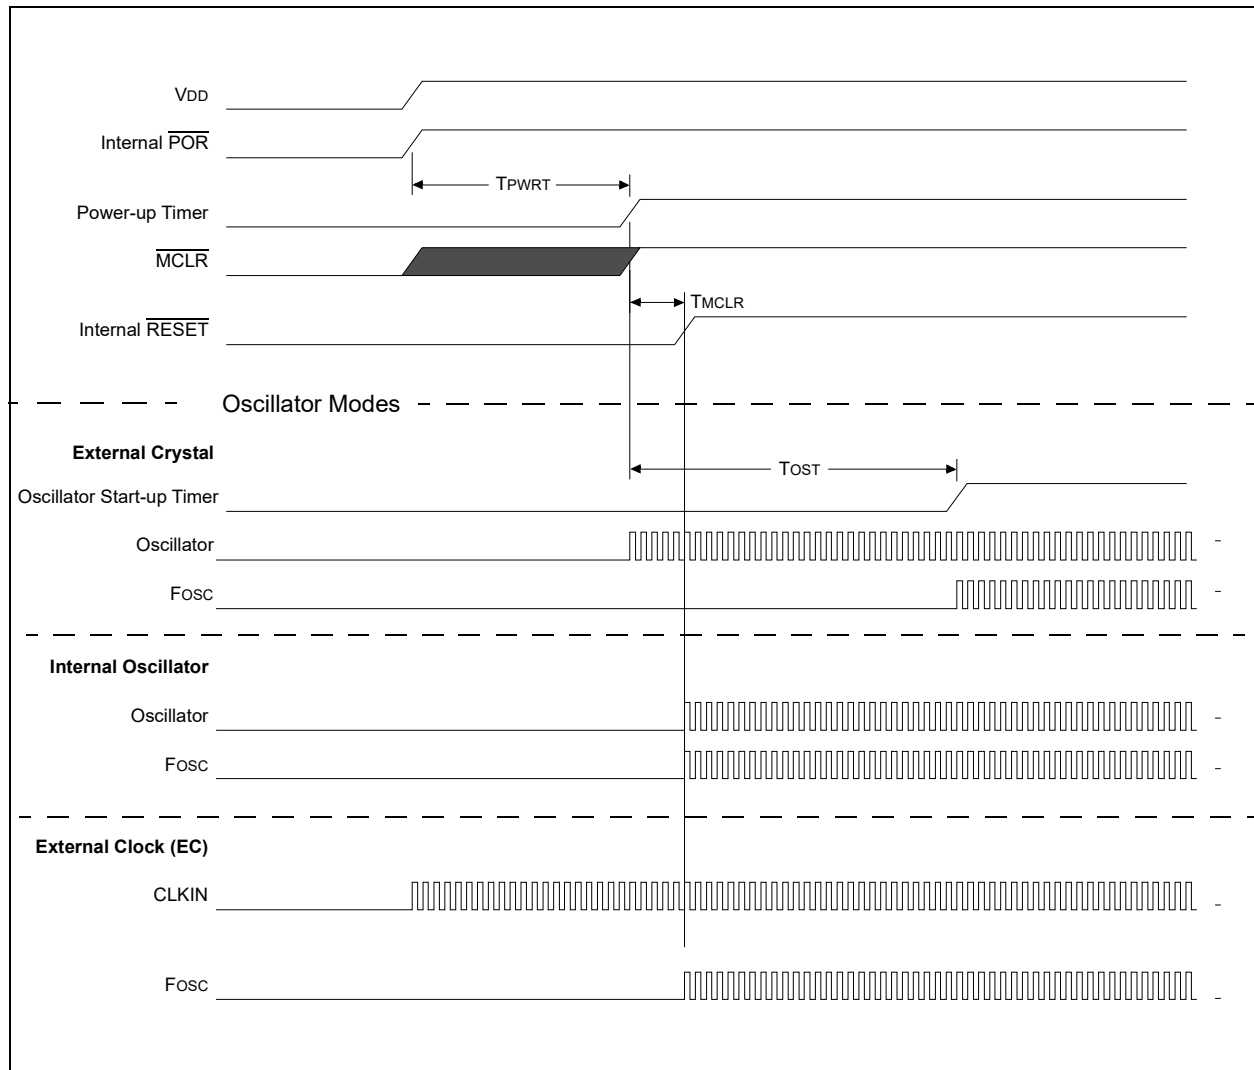 VDD
Internal POR
TPWRT
Power-up Timer
MCLR
TMCLR
Internal RESET
Oscillator Modes
External Crystal
TOST
Oscillator Start-up Timer
Oscillator
FOSC
Internal Oscillator
Oscillator
FOSC
External Clock (EC)
CLKIN
FOSC